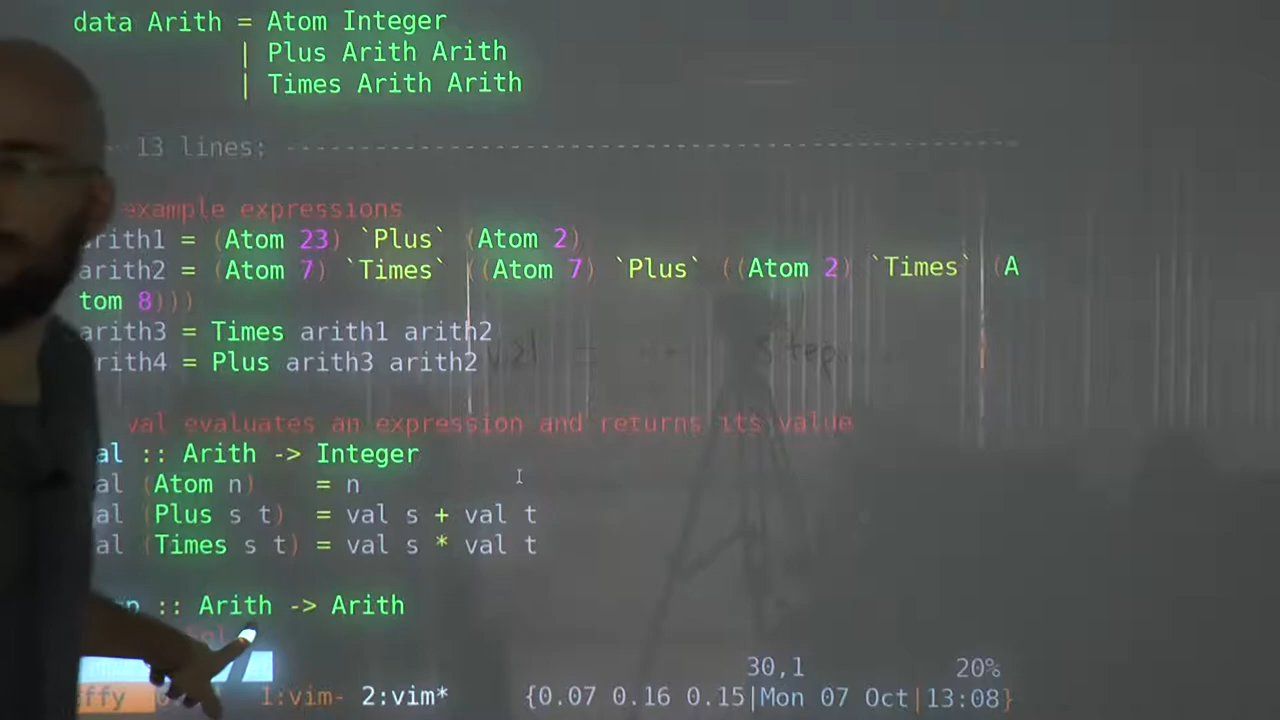 data Arith = Atom Integer
| Plus Arith Arith
| Times Arith Arith
13 lines; -------------------------------------------------
example expressions
arith1 = (Atom 23) `Plus` (Atom 2)
arith2 = (Atom 7) `Times` ((Atom 7) `Plus` ((Atom 2) `Times` (A
tom 8)))
arith3 = Times arith1 arith2
rith4 = Plus arith3 arith2
val = step
val evaluates an expression and returns its value
al :: Arith -> Integer
al (Atom n) = n
al (Plus s t) = val s + val t
al (Times s t) = val s * val t
p :: Arith -> Arith
30,1 20%
ffy 1:vim- 2:vim* {0.07 0.16 0.15|Mon 07 Oct|13:08}